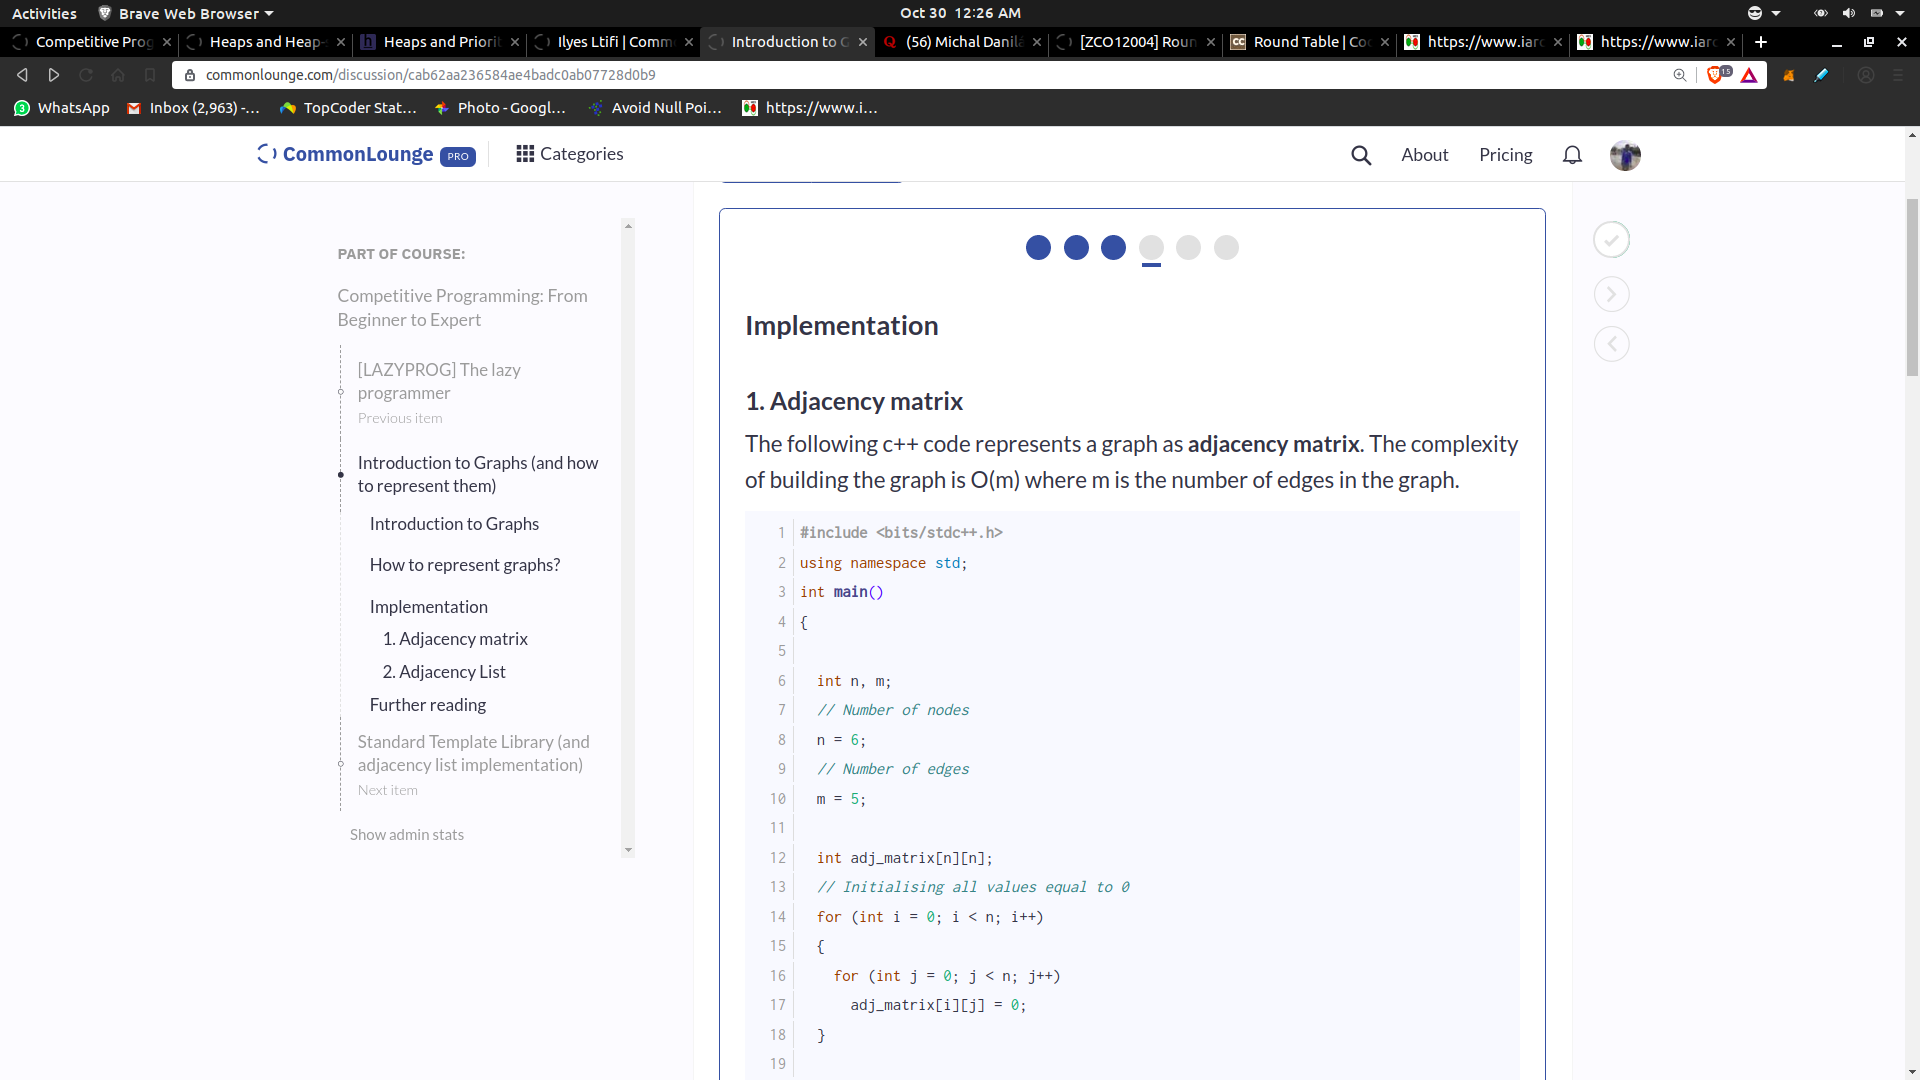 Activities
Brave Web Browser
Oct 30 12:26 AM
Competitive Prog
Heaps and Heap-
Heaps and Priorit
Ilyes Ltifi | Comm
Introduction to G
(56) Michal Danilá
[ZCO12004] Roun
CC Round Table | Co
https://www.iarc
https://www.iarc
commonlounge.com/discussion/cab62aa236584ae4badc0ab07728d0b9
15
WhatsApp
Inbox (2,963) -...
TopCoder Stat...
Photo - Googl...
Avoid Null Poi...
https://www.i...
CommonLounge PRO
Categories
About
Pricing
PART OF COURSE:
Competitive Programming: From
Beginner to Expert
[LAZYPROG] The lazy
programmer
Previous item
Introduction to Graphs (and how
to represent them)
Introduction to Graphs
How to represent graphs?
Implementation
1. Adjacency matrix
2. Adjacency List
Further reading
Standard Template Library (and
adjacency list implementation)
Next item
Show admin stats
Implementation
1. Adjacency matrix
The following c++ code represents a graph as adjacency matrix. The complexity
of building the graph is O(m) where m is the number of edges in the graph.
1 #include <bits/stdc++.h>
2 using namespace std;
3 int main()
4 {
5
6 int n, m;
7 // Number of nodes
8 n = 6;
9 // Number of edges
10 m = 5;
11
12 int adj_matrix[n][n];
13 // Initialising all values equal to 0
14 for (int i = 0; i < n; i++)
15 {
16 for (int j = 0; j < n; j++)
17 adj_matrix[i][j] = 0;
18 }
19